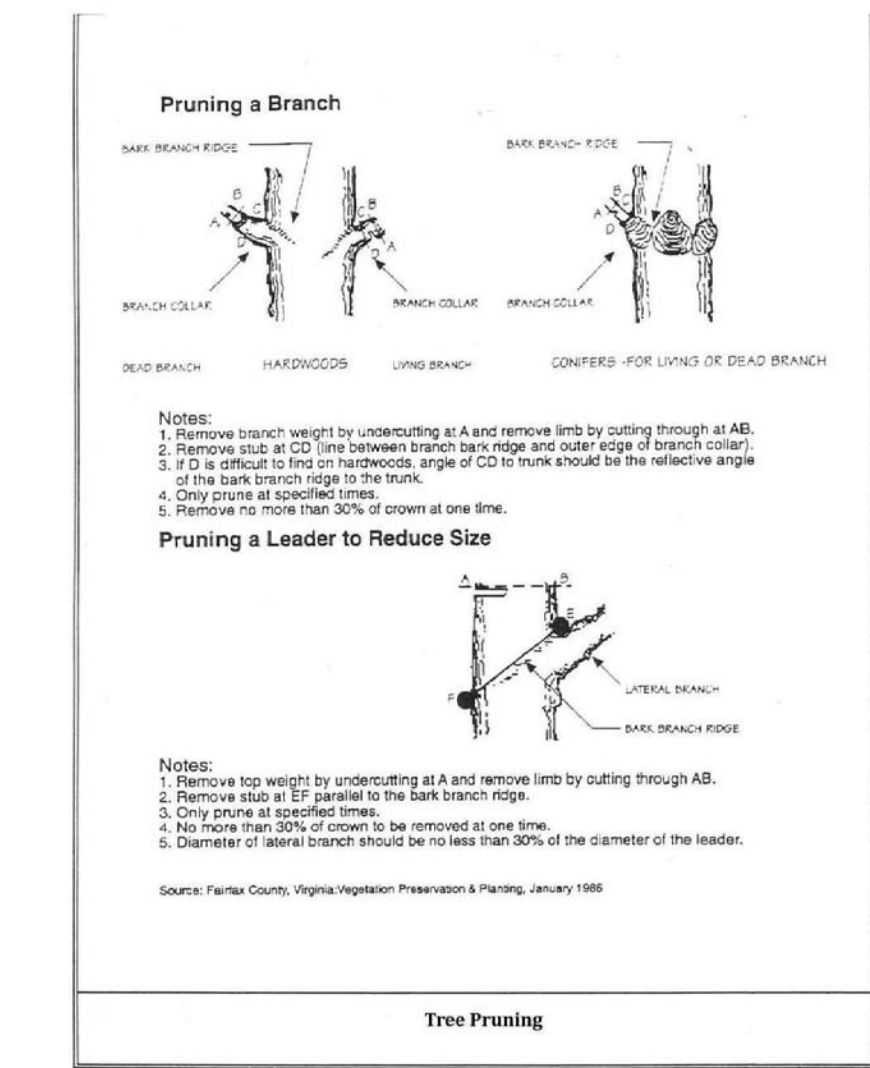 Pruning a Branch
BARK BRANCH RIDGE
BARK BRANCH RIDGE
B
A
C
D
C
B
A
D
B
C
A
D
BRANCH COLLAR
BRANCH COLLAR
BRANCH COLLAR
DEAD BRANCH
HARDWOODS
LIVING BRANCH
CONIFERS -FOR LIVING OR DEAD BRANCH
Notes:
1. Remove branch weight by undercutting at A and remove limb by cutting through at AB.
2. Remove stub at CD (line between branch bark ridge and outer edge of branch collar).
3. If D is difficult to find on hardwoods, angle of CD to trunk should be the reflective angle
of the bark branch ridge to the trunk.
4. Only prune at specified times.
5. Remove no more than 30% of crown at one time.
Pruning a Leader to Reduce Size
A
B
E
F
LATERAL BRANCH
BARK BRANCH RIDGE
Notes:
1. Remove top weight by undercutting at A and remove limb by cutting through AB.
2. Remove stub at EF parallel to the bark branch ridge.
3. Only prune at specified times.
4. No more than 30% of crown to be removed at one time.
5. Diameter of lateral branch should be no less than 30% of the diameter of the leader.
Source: Fairfax County, Virginia:Vegetation Preservation & Planting, January 1986
Tree Pruning